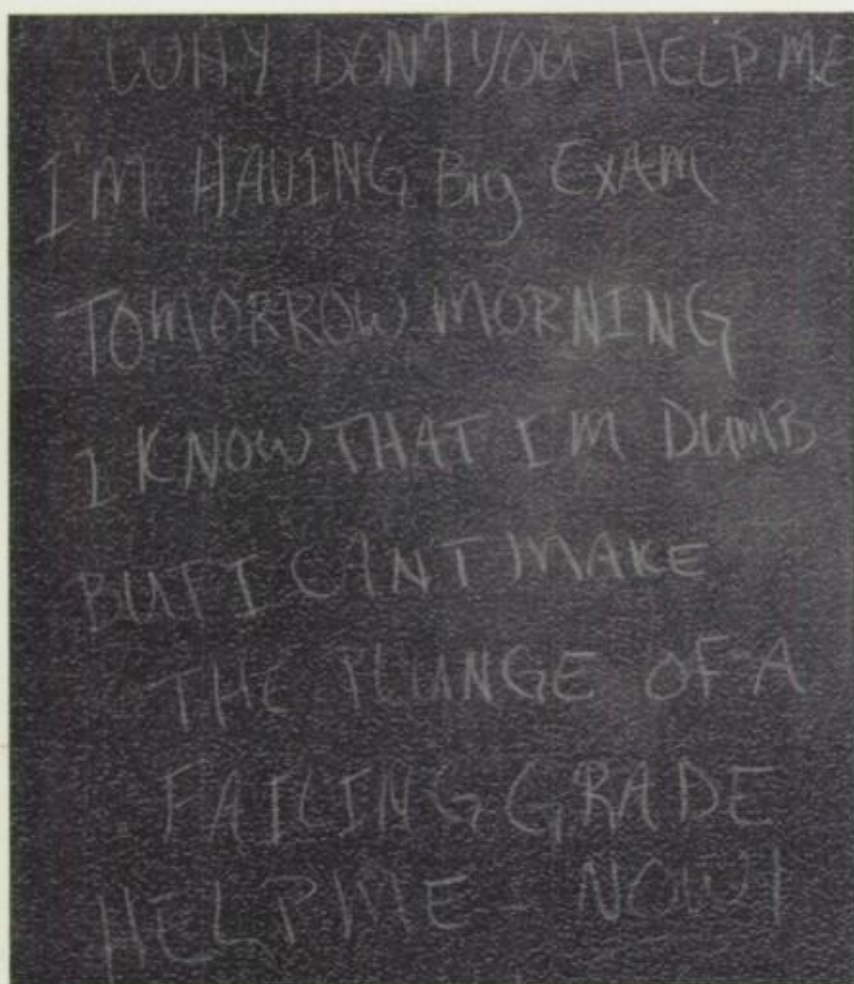 WHY DON'T YOU HELP ME
I'M HAVING Big EXAM
TOMORROW MORNING
I KNOW THAT I'M DUMB
BUT I CAN'T MAKE
THE PLUNGE OF A
FAILING GRADE
HELP ME - NOW!